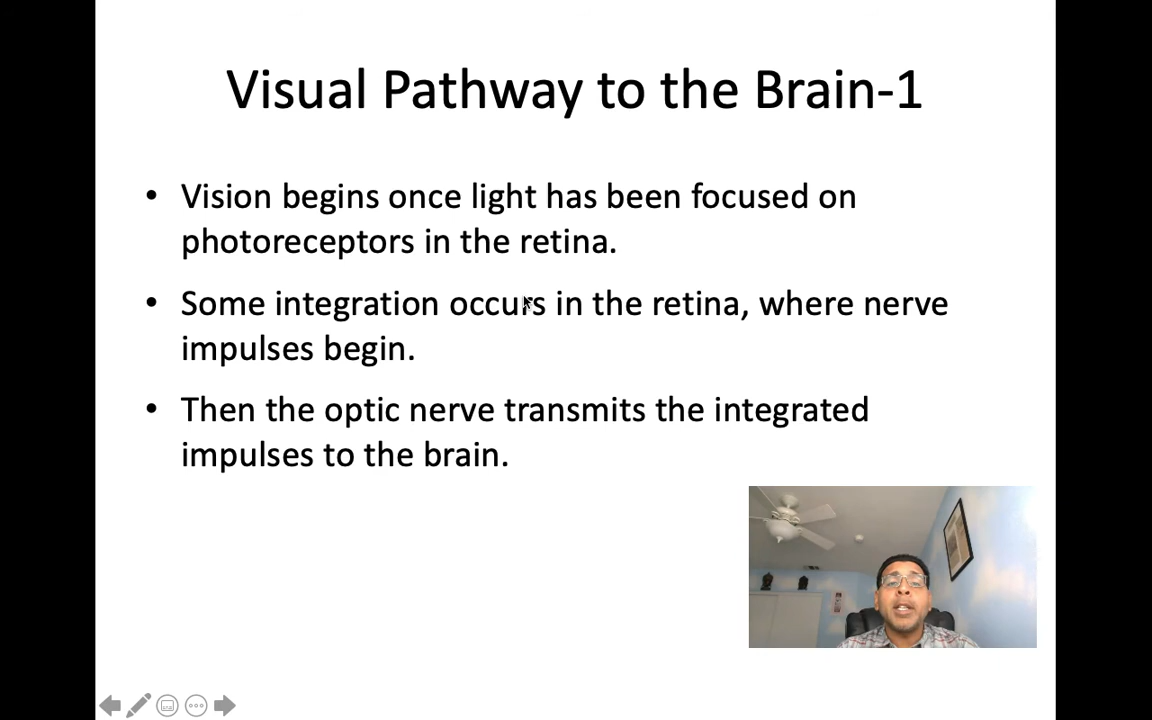 Visual Pathway to the Brain-1
• Vision begins once light has been focused on
photoreceptors in the retina.
• Some integration occurs in the retina, where nerve
impulses begin.
• Then the optic nerve transmits the integrated
impulses to the brain.